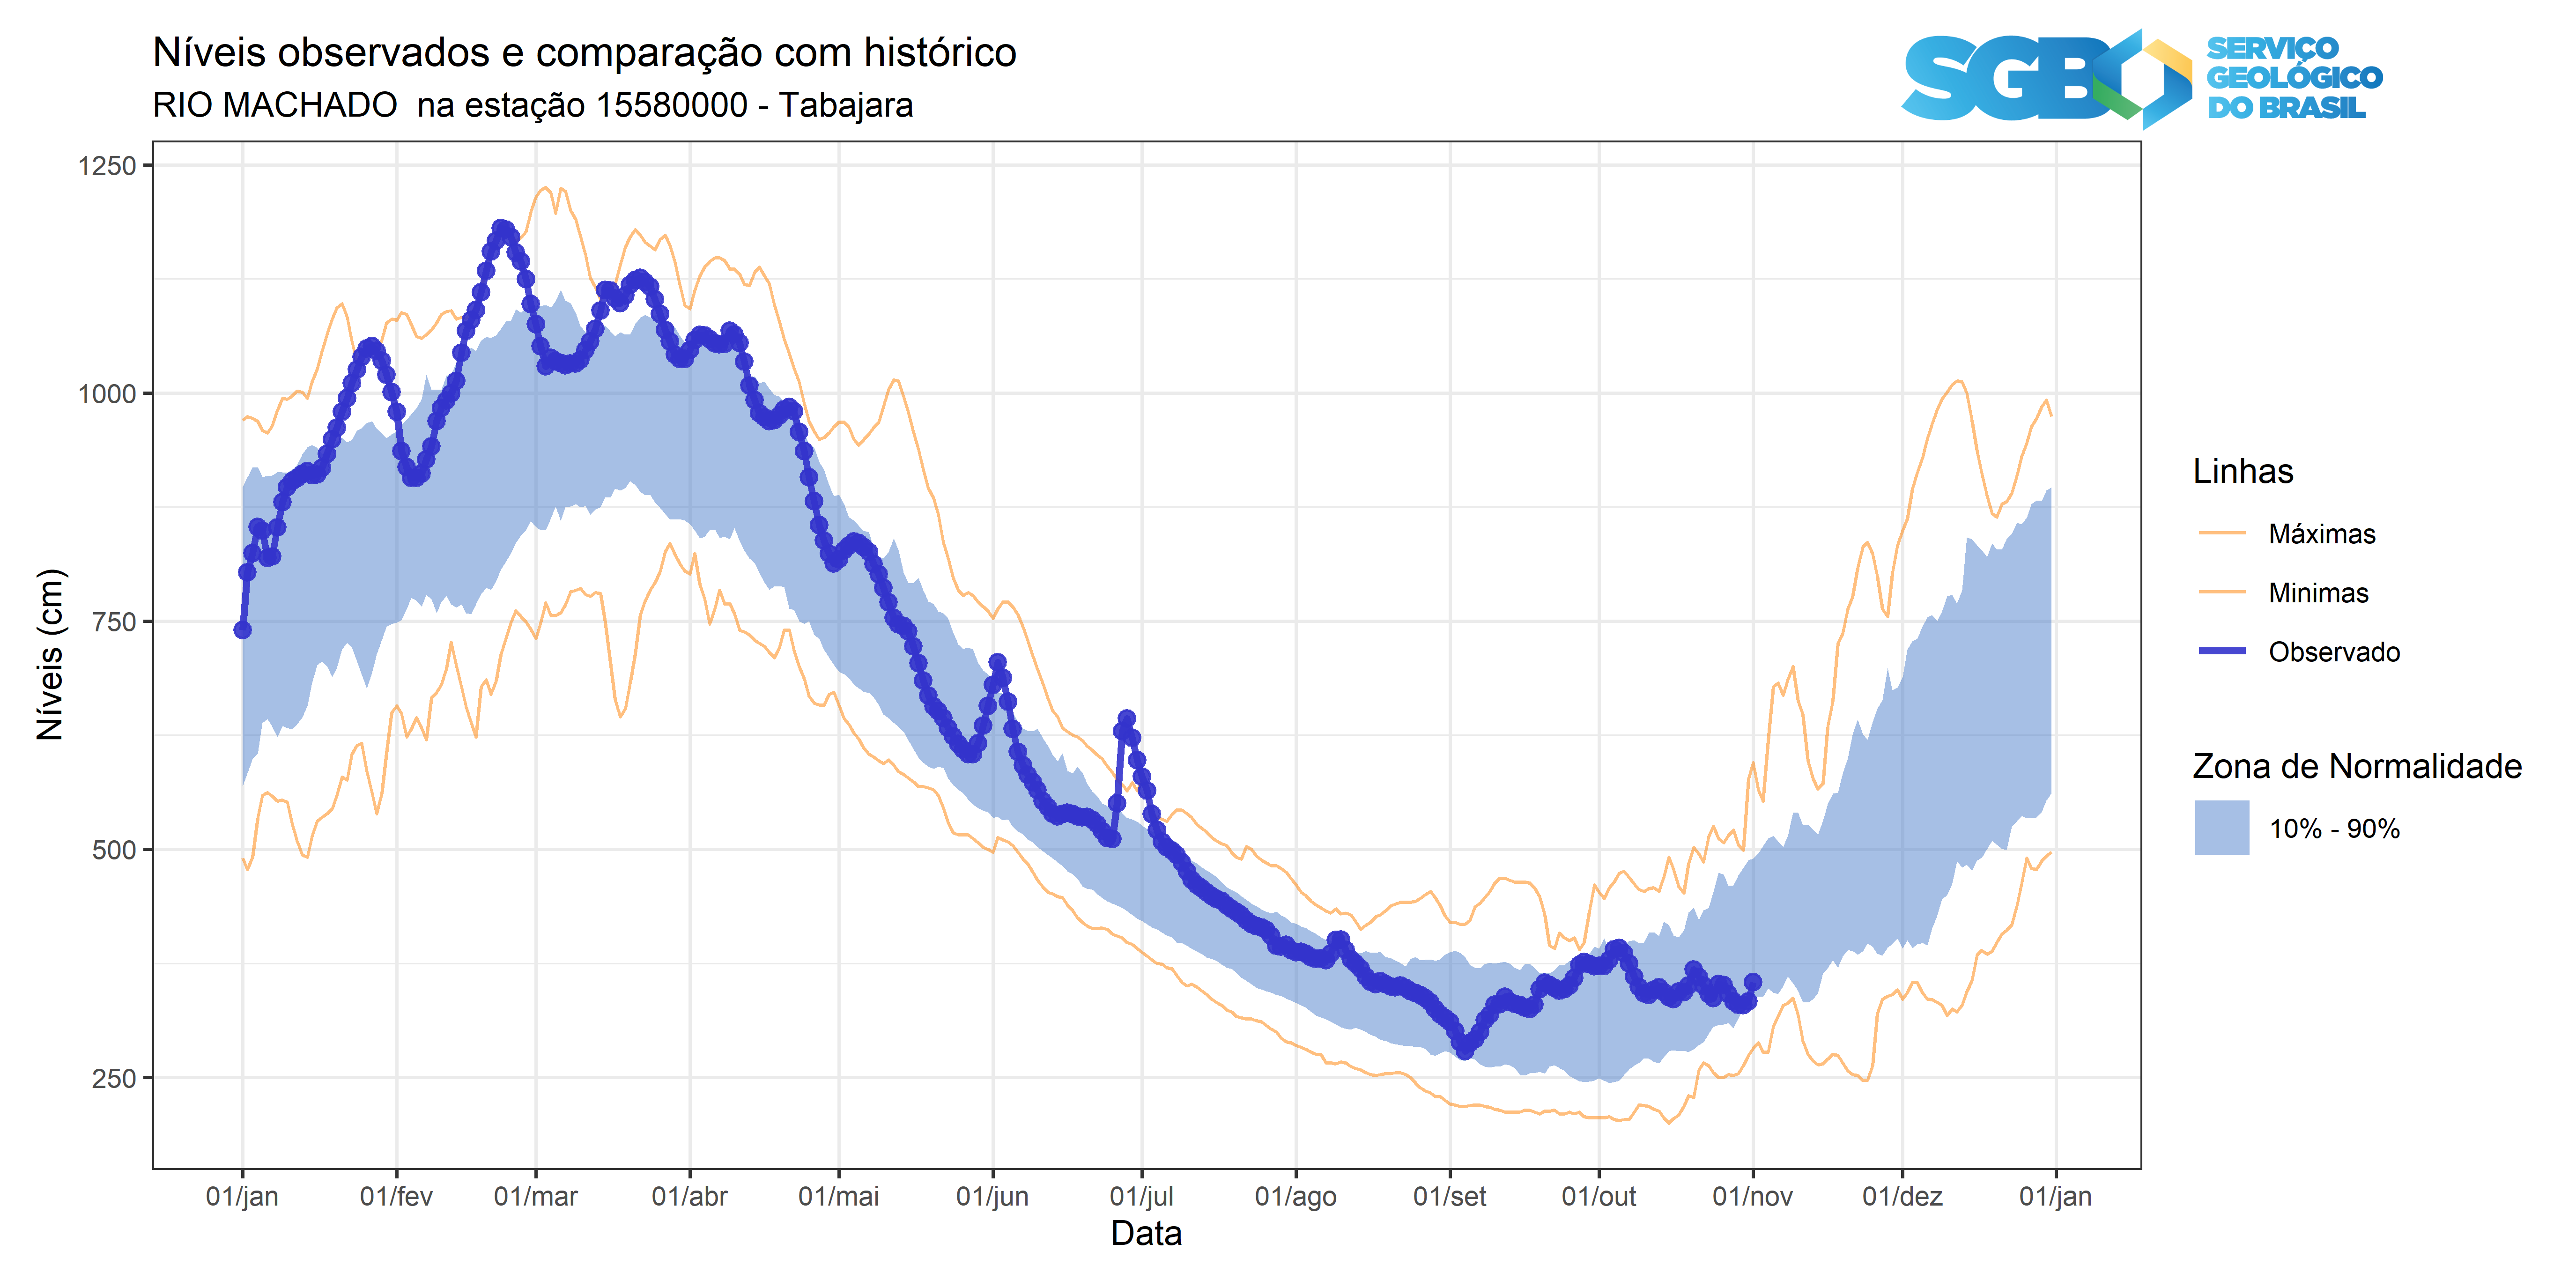 Níveis observados e comparação com histórico
RIO MACHADO  na estação 15580000 - Tabajara
SGB
SERVIÇO
GEOLÓGICO
DO BRASIL
Níveis (cm)
1250
1000
750
500
250
01/jan
01/fev
01/mar
01/abr
01/mai
01/jun
01/jul
01/ago
01/set
01/out
01/nov
01/dez
01/jan
Data
Linhas
Máximas
Minimas
Observado
Zona de Normalidade
10% - 90%